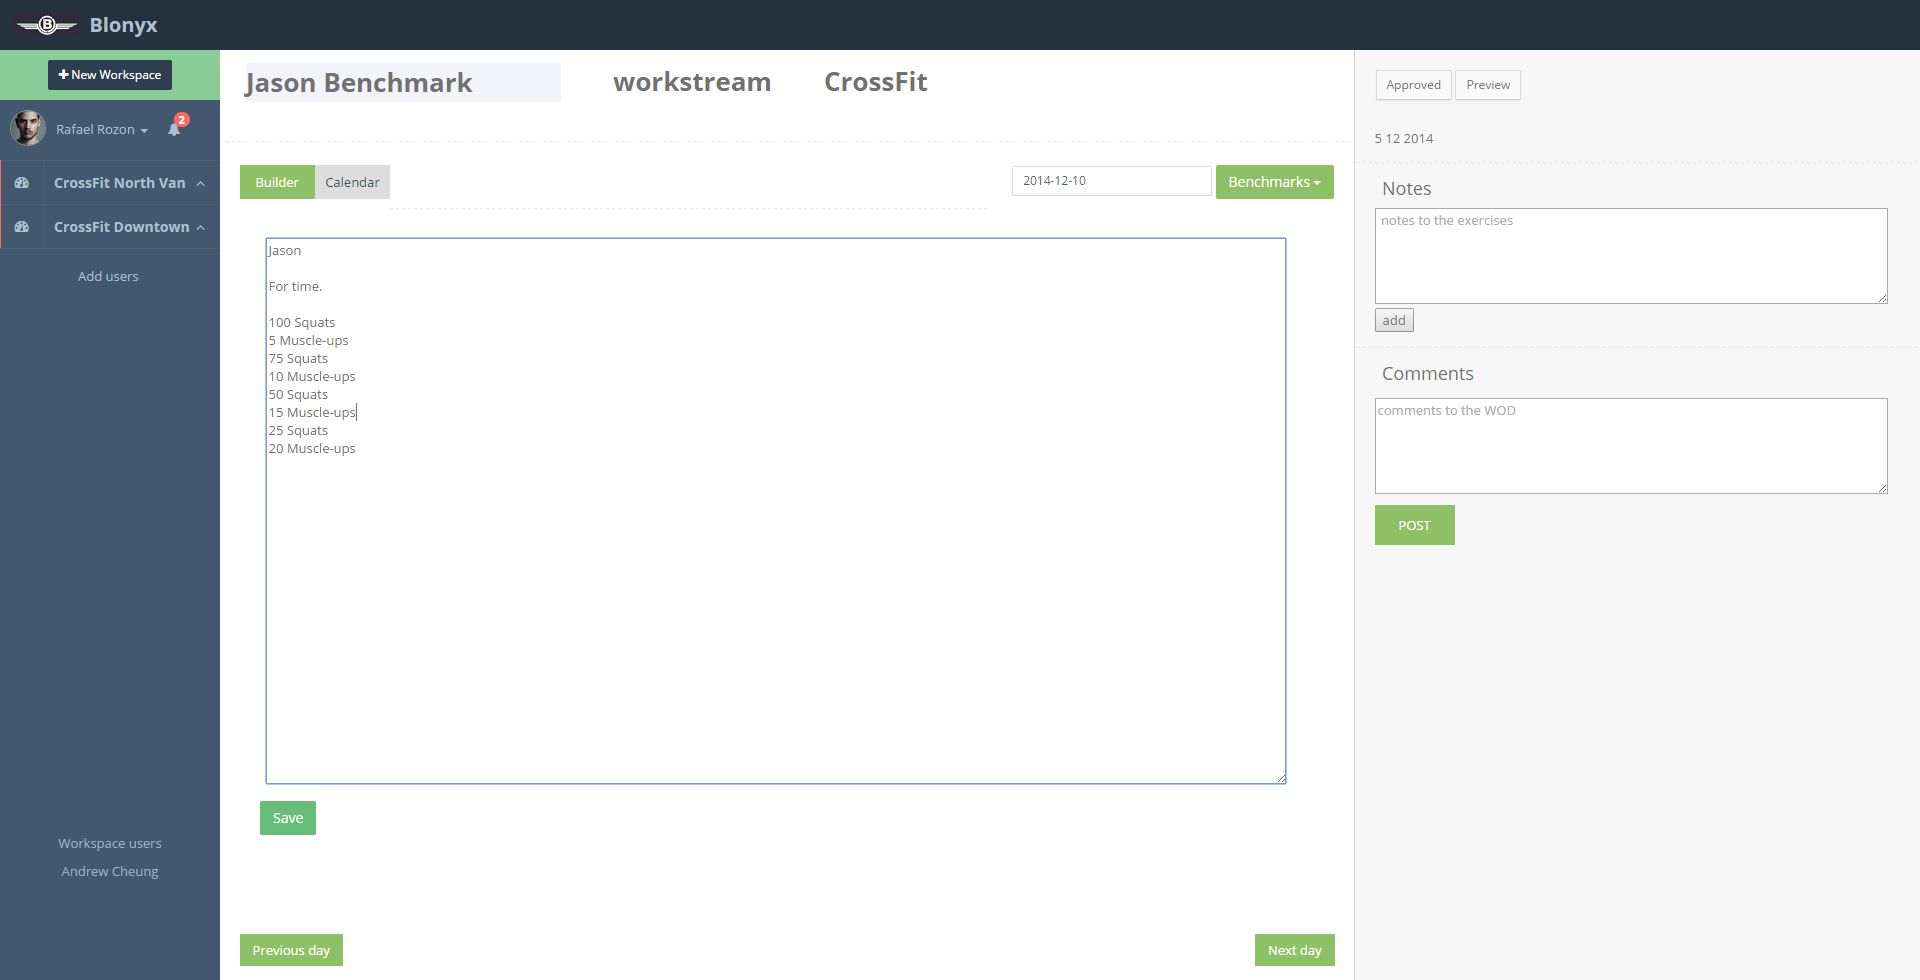 B Blonyx
New Workspace
Rafael Rozon
2
CrossFit North Van
CrossFit Downtown
Add users
Workspace users
Andrew Cheung
Jason Benchmark workstream CrossFit
Builder Calendar 2014-12-10 Benchmarks
Jason
For time.
100 Squats
5 Muscle-ups
75 Squats
10 Muscle-ups
50 Squats
15 Muscle-ups
25 Squats
20 Muscle-ups
Save
Previous day Next day
Approved Preview
5 12 2014
Notes
notes to the exercises
add
Comments
comments to the WOD
POST